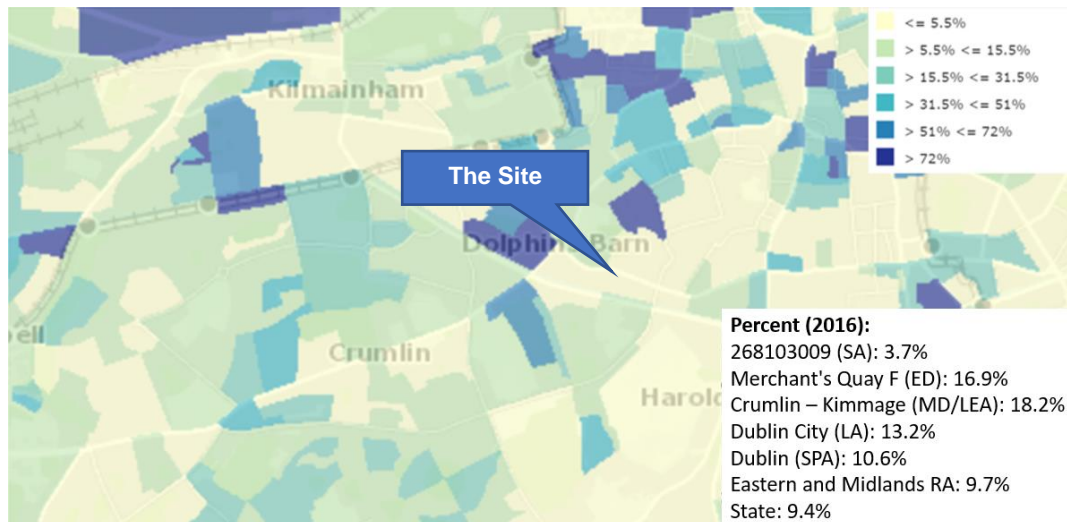 <= 5.5%
> 5.5% <= 15.5%
> 15.5% <= 31.5%
> 31.5% <= 51%
> 51% <= 72%
> 72%
Kilmainham
The Site
Dolphins Barn
Crumlin
ell
Harold
Percent (2016):
268103009 (SA): 3.7%
Merchant's Quay F (ED): 16.9%
Crumlin – Kimmage (MD/LEA): 18.2%
Dublin City (LA): 13.2%
Dublin (SPA): 10.6%
Eastern and Midlands RA: 9.7%
State: 9.4%